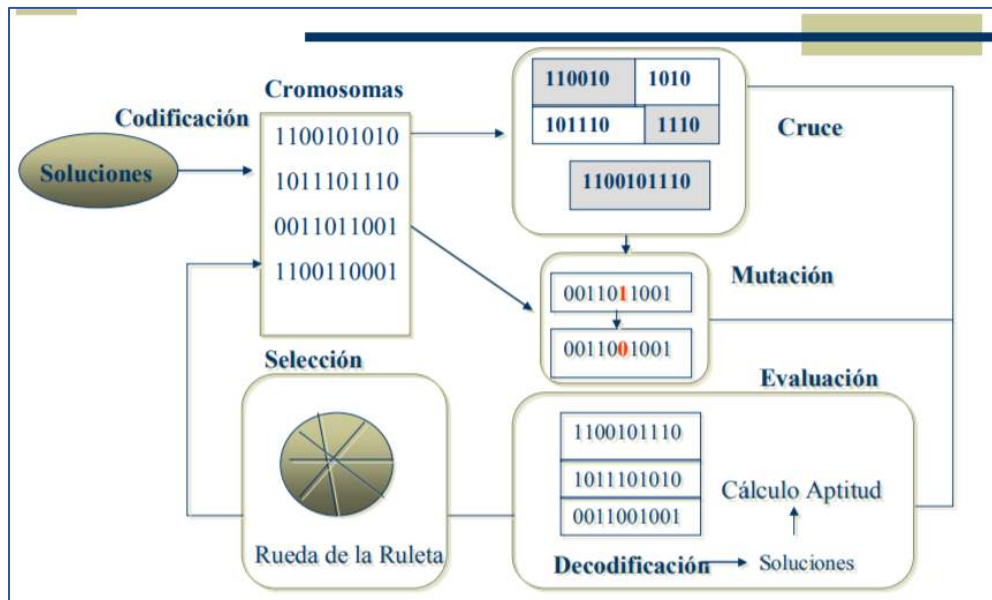 Codificación
Soluciones
Cromosomas
1100101010
1011101110
0011011001
1100110001
110010 1010
101110 1110
1100101110
Cruce
Mutación
0011011001
0011001001
Selección
Rueda de la Ruleta
Evaluación
1100101110
1011101010
0011001001
Cálculo Aptitud
Decodificación
Soluciones